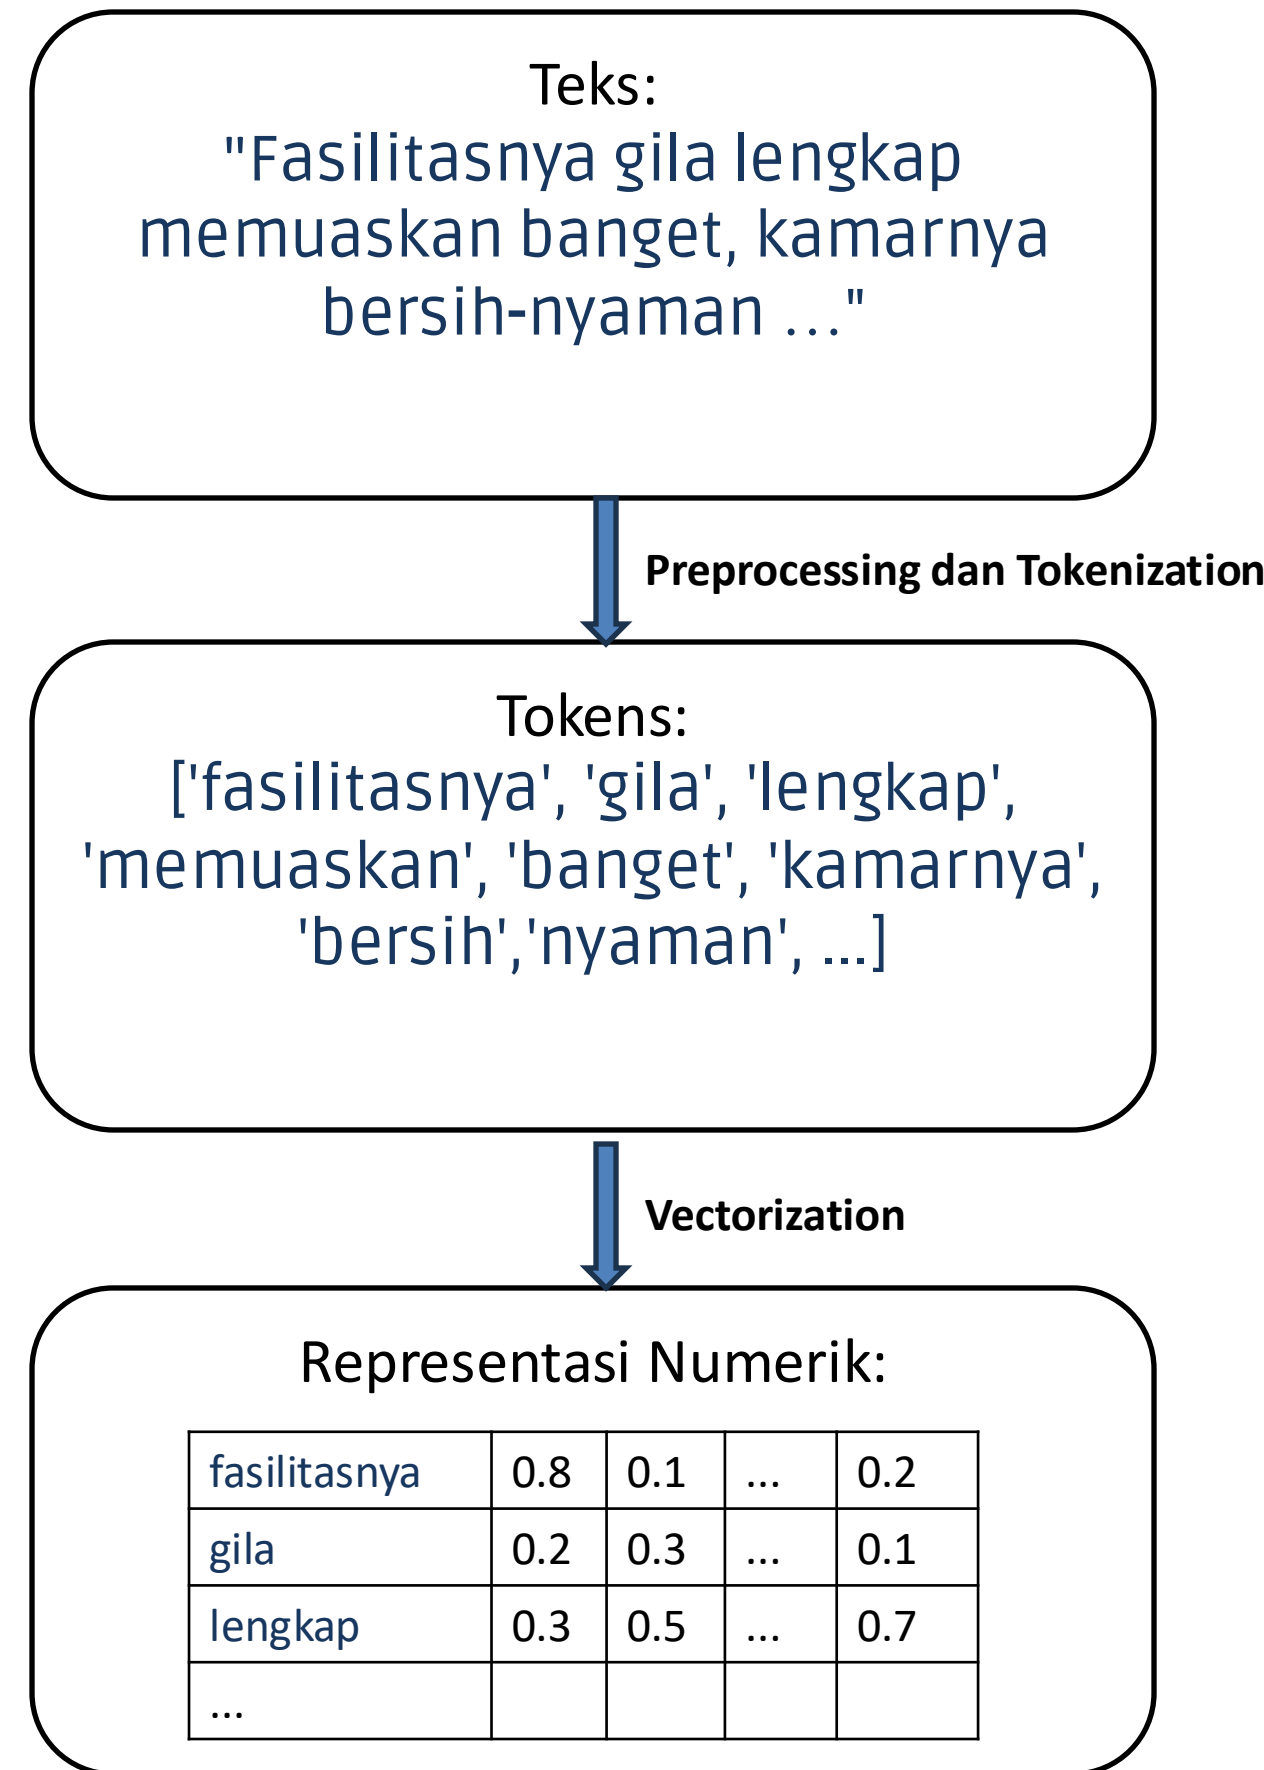 Teks:
"Fasilitasnya gila lengkap
memuaskan banget, kamarnya
bersih-nyaman ..."
Preprocessing dan Tokenization
Tokens:
['fasilitasnya', 'gila', 'lengkap',
'memuaskan', 'banget', 'kamarnya',
'bersih','nyaman', ...]
Vectorization
Representasi Numerik:
fasilitasnya 0.8 0.1 ... 0.2
gila 0.2 0.3 ... 0.1
lengkap 0.3 0.5 ... 0.7
...